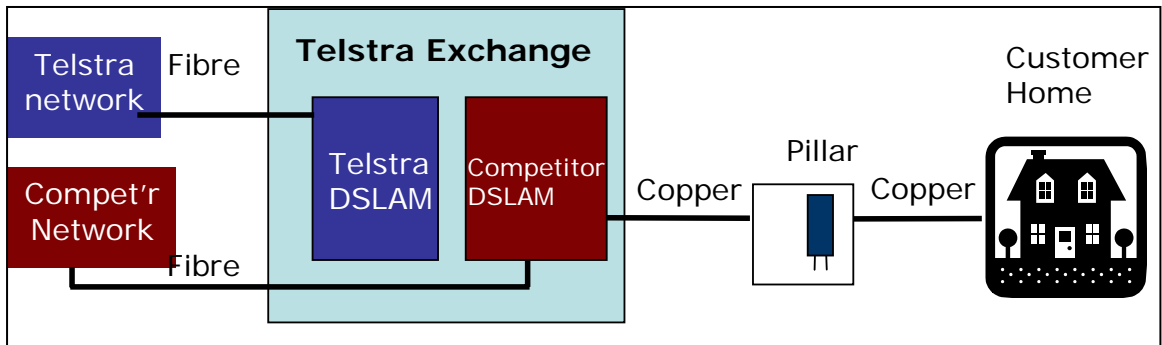 Telstra
network
Fibre
Telstra Exchange
Customer
Home
Telstra
DSLAM
Competitor
DSLAM
Pillar
Compet'r
Network
Copper
Copper
Fibre